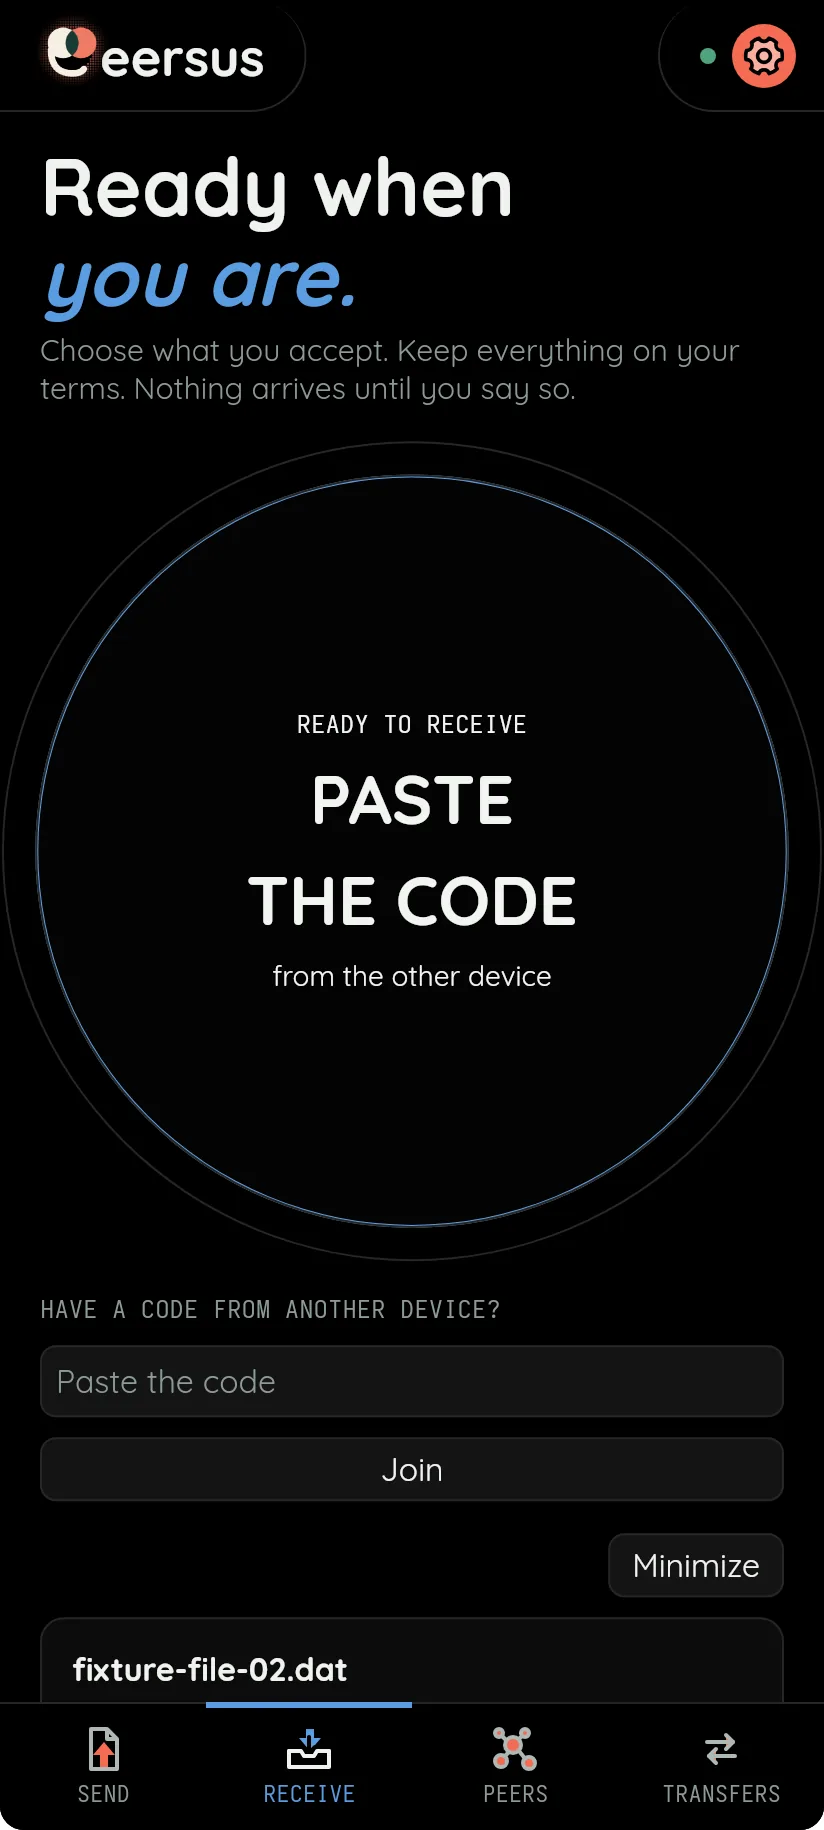 Peersus
Ready when
you are.
Choose what you accept. Keep everything on your
terms. Nothing arrives until you say so.
READY TO RECEIVE
PASTE
THE CODE
from the other device
HAVE A CODE FROM ANOTHER DEVICE?
Paste the code
Join
Minimize
fixture-file-02.dat
SEND
RECEIVE
PEERS
TRANSFERS